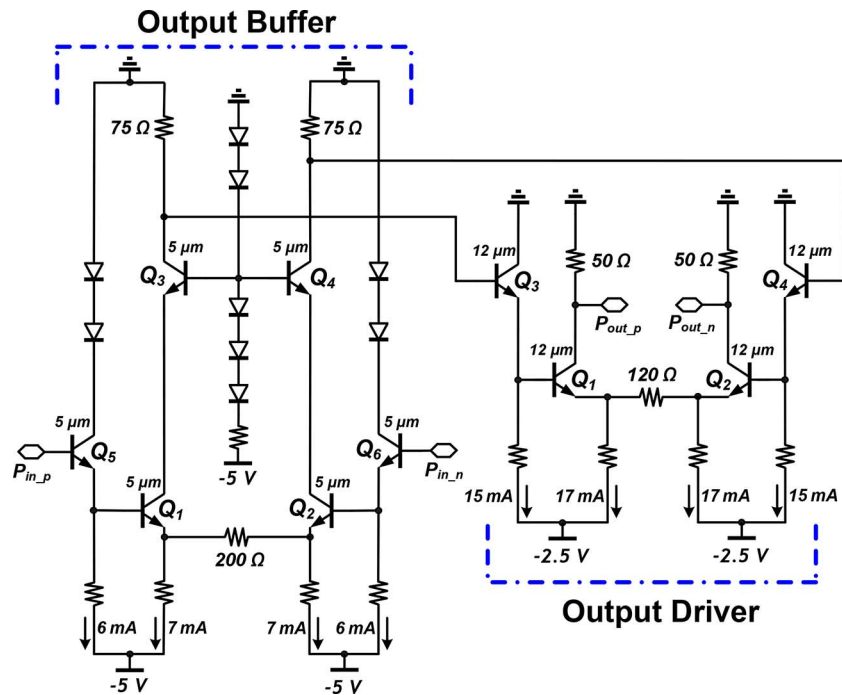 Output Buffer
75 Ω
75 Ω
5 μm
5 μm
Q3
Q4
12 μm
50 Ω
50 Ω
12 μm
Q3
Q4
Pout_p
Pout_n
12 μm
12 μm
Q1
120 Ω
Q2
5 μm
5 μm
Q5
Q6
Pin_p
Pin_n
-5 V
5 μm
5 μm
Q1
Q2
200 Ω
15 mA
17 mA
17 mA
15 mA
-2.5 V
-2.5 V
6 mA
7 mA
7 mA
6 mA
-5 V
-5 V
Output Driver